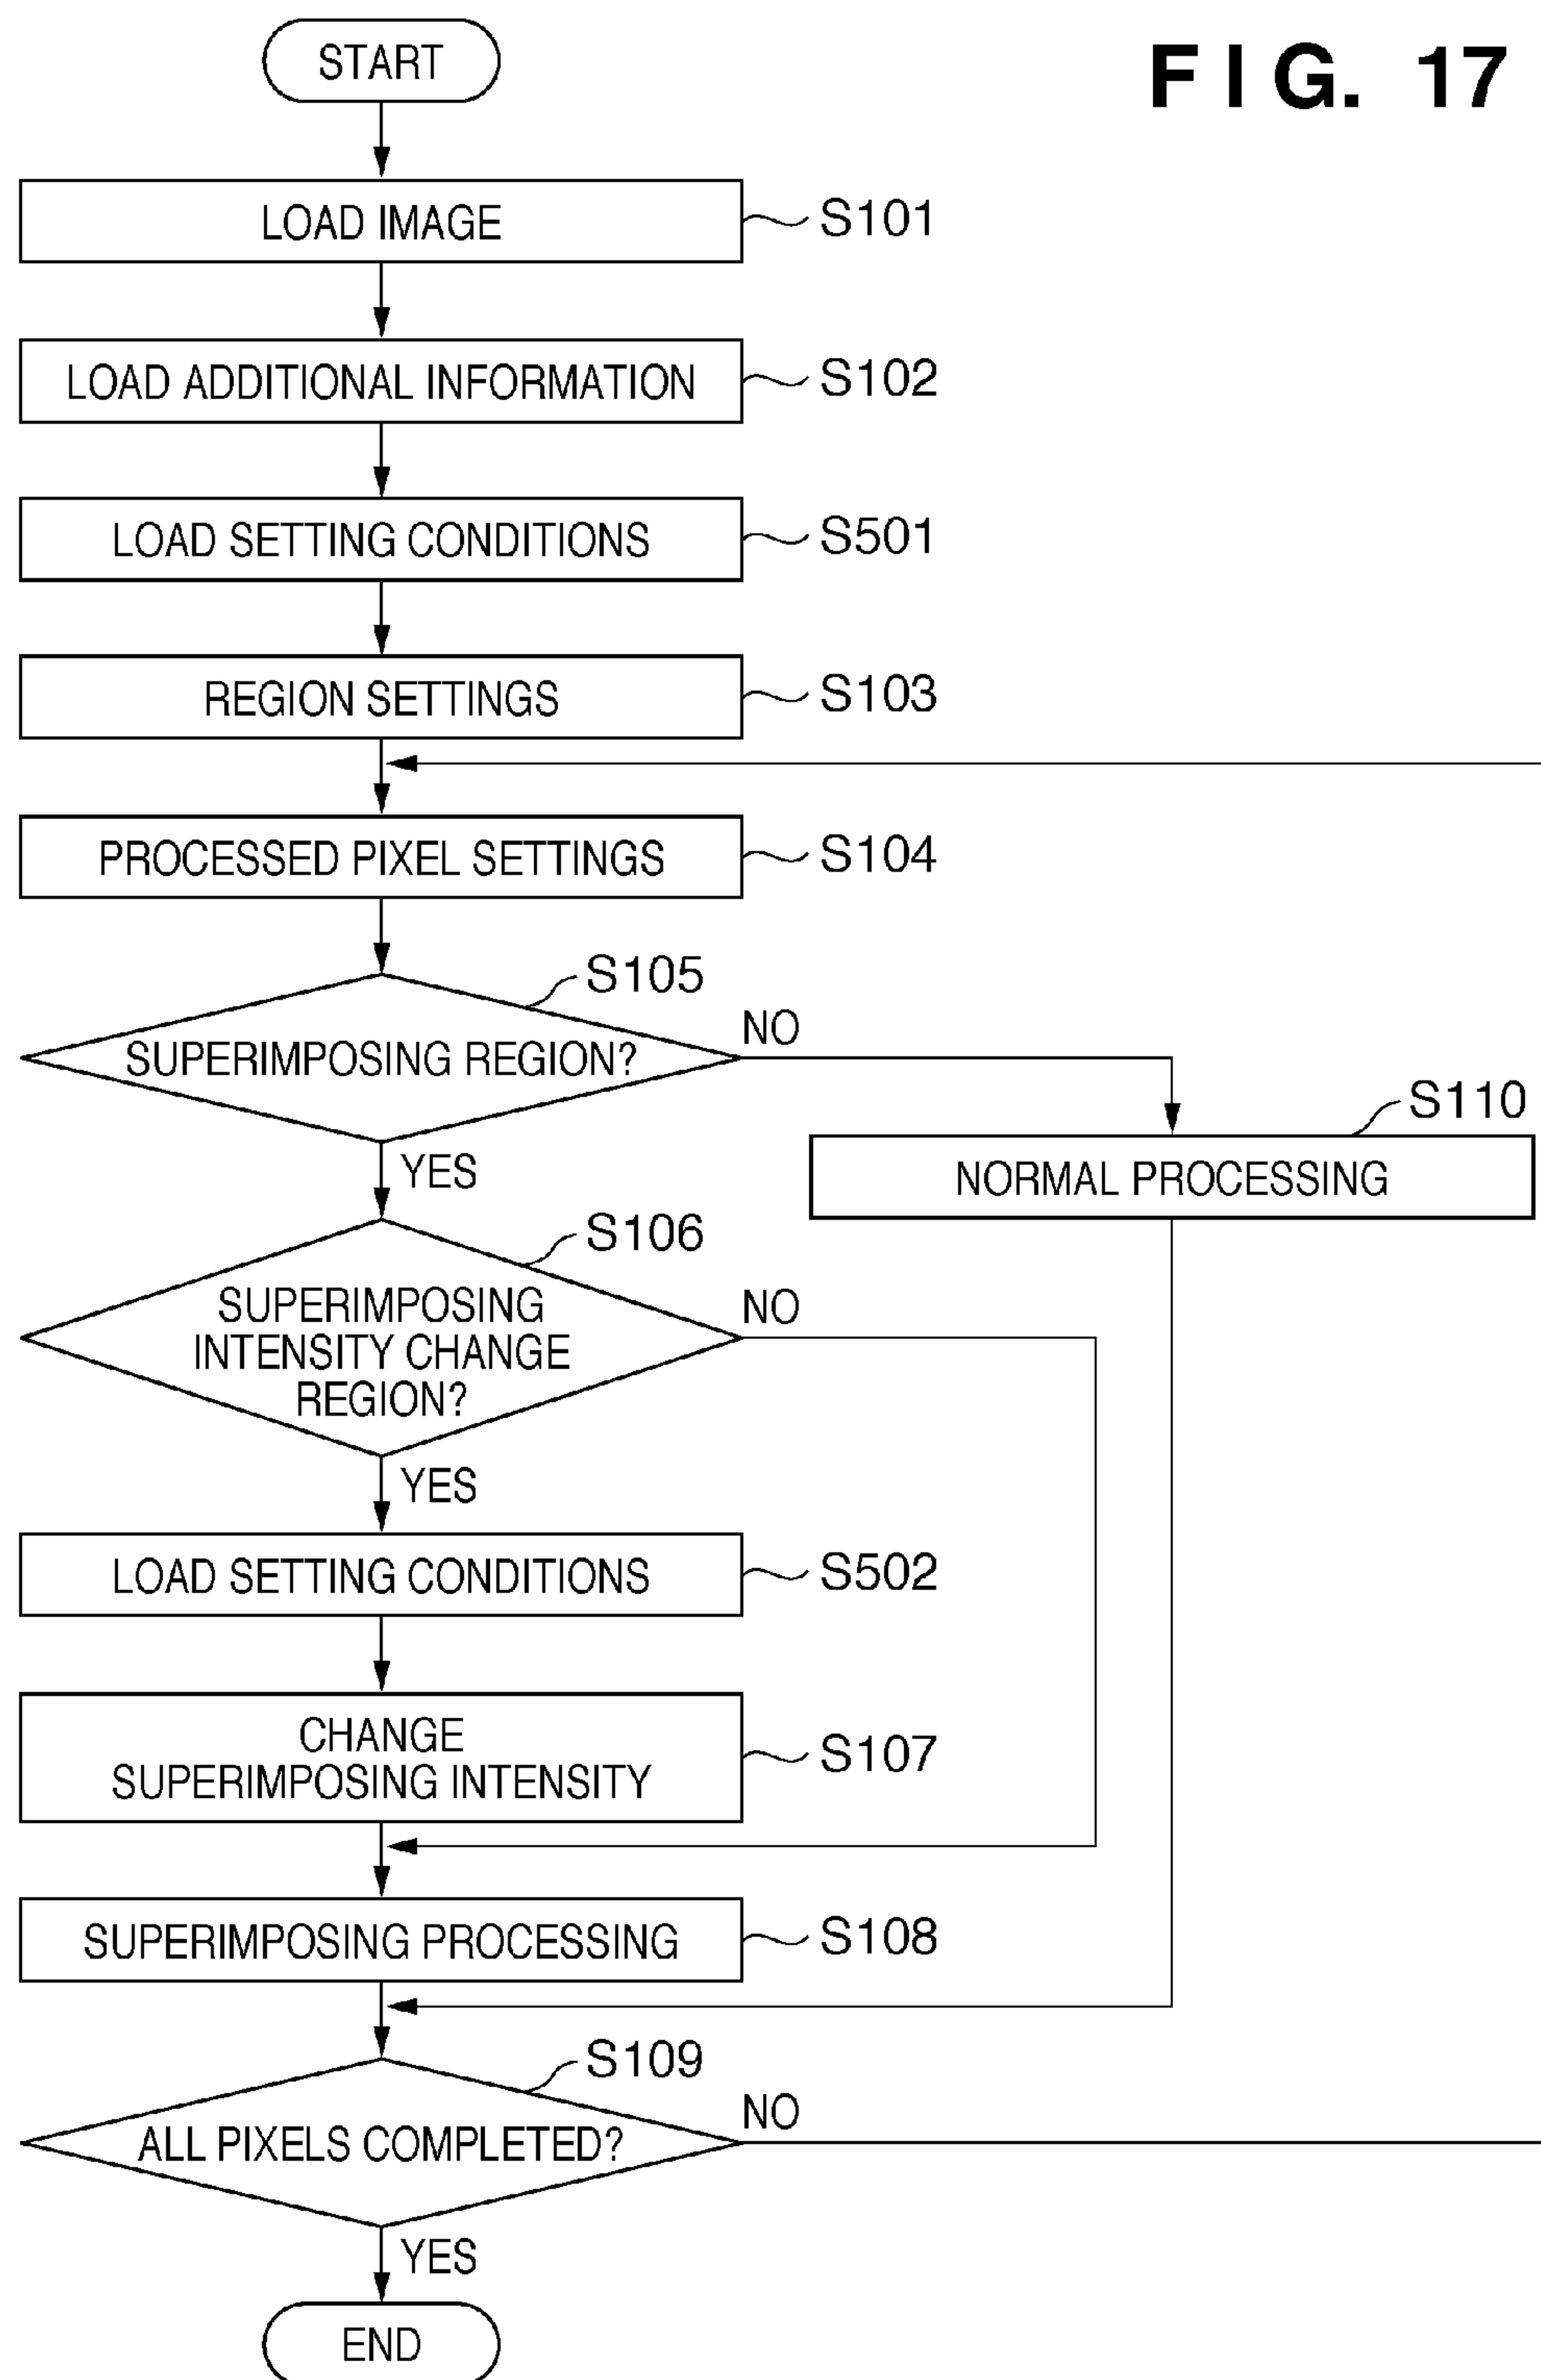 START
FIG. 17
LOAD IMAGE
S101
LOAD ADDITIONAL INFORMATION
S102
LOAD SETTING CONDITIONS
S501
REGION SETTINGS
S103
PROCESSED PIXEL SETTINGS
S104
S105
SUPERIMPOSING REGION?
NO
YES
S110
NORMAL PROCESSING
S106
SUPERIMPOSING
INTENSITY CHANGE
REGION?
NO
YES
LOAD SETTING CONDITIONS
S502
CHANGE
SUPERIMPOSING INTENSITY
S107
SUPERIMPOSING PROCESSING
S108
S109
ALL PIXELS COMPLETED?
NO
YES
END